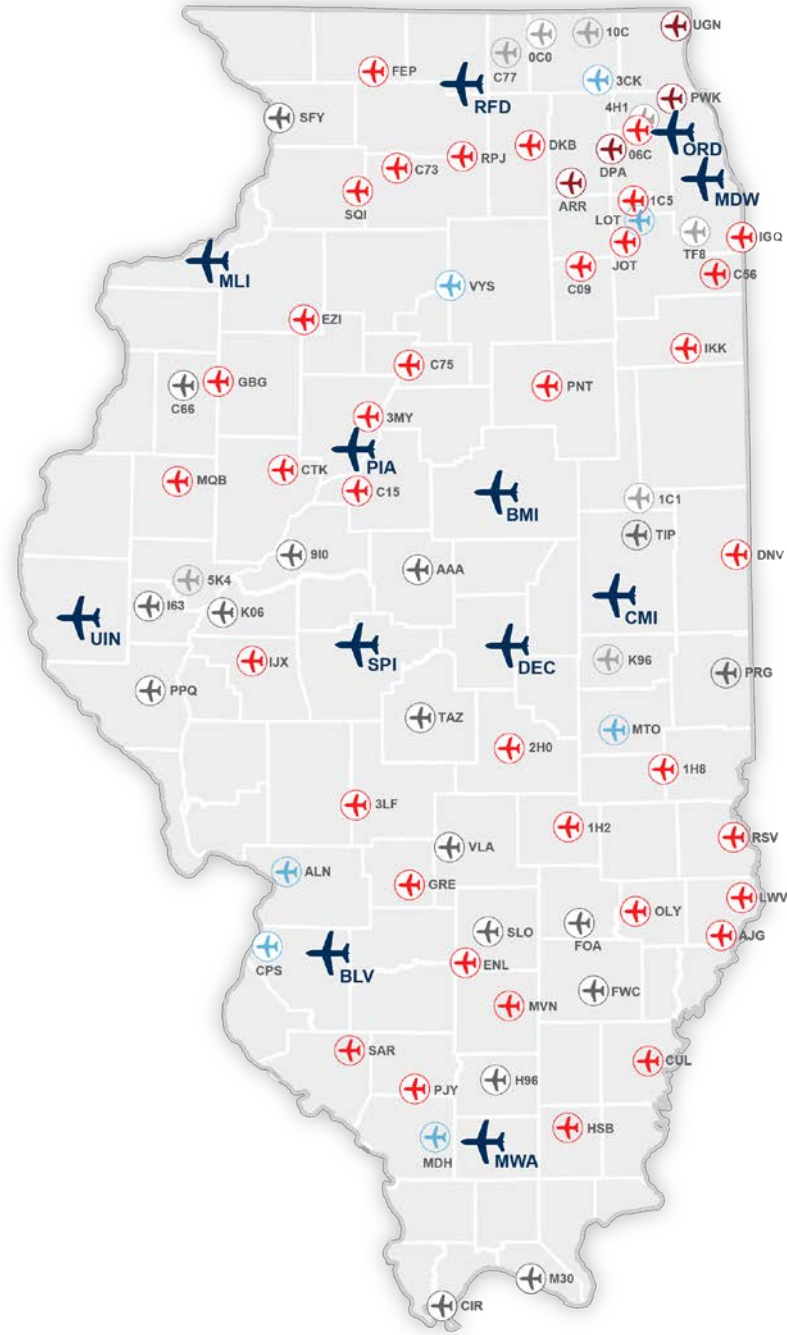 UGN
10C
0C0
C77
FEP
3CK
RFD
PWK
4H1
SFY
ORD
06C
DKB
DPA
RPJ
C73
MDW
ARR
SQI
1C5
LOT
IGQ
TF8
JOT
C56
C09
MLI
VYS
EZI
IKK
C75
GBG
PNT
C66
3MY
PIA
CTK
MQB
C15
BMI
1C1
TIP
9I0
DNV
AAA
5K4
CMI
I63
K06
UIN
SPI
DEC
IJX
K96
PRG
PPQ
TAZ
MTO
2H0
1H8
3LF
1H2
RSV
VLA
ALN
GRE
LWV
OLY
SLO
FOA
AJG
CPS
BLV
ENL
FWC
MVN
SAR
CUL
H96
PJY
HSB
MDH
MWA
M30
CIR